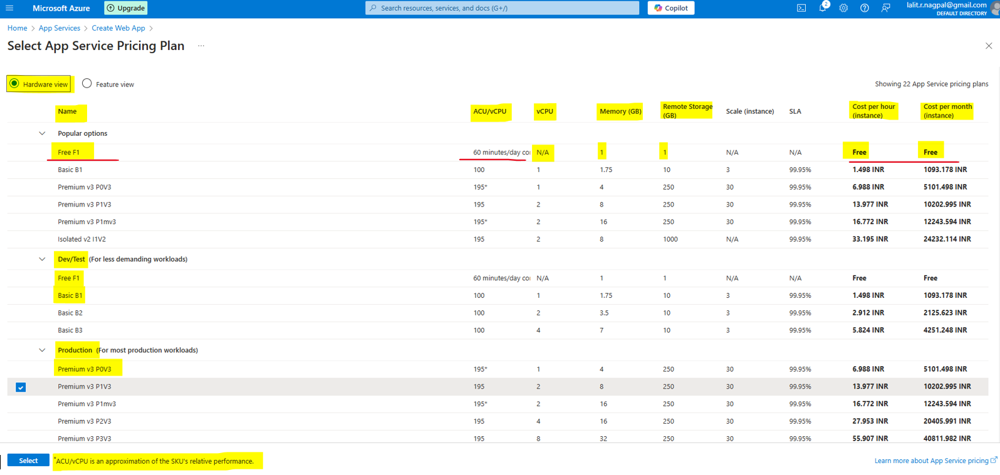 Microsoft Azure Upgrade Search resources, services, and docs (G+/) Copilot 2 lalit.r.nagpal@gmail.com
DEFAULT DIRECTORY
Home > App Services > Create Web App >
Select App Service Pricing Plan ...
Hardware view Feature view Showing 22 App Service pricing plans
Name ACU/vCPU vCPU Memory (GB) Remote Storage (GB) Scale (instance) SLA Cost per hour (instance) Cost per month (instance)
Popular options
Free F1 60 minutes/day co N/A 1 1 N/A N/A Free Free
Basic B1 100 1 1.75 10 3 99.95% 1.498 INR 1093.178 INR
Premium v3 P0V3 195* 1 4 250 30 99.95% 6.988 INR 5101.498 INR
Premium v3 P1V3 195 2 8 250 30 99.95% 13.977 INR 10202.995 INR
Premium v3 P1mv3 195* 2 16 250 30 99.95% 16.772 INR 12243.594 INR
Isolated v2 I1V2 195 2 8 1000 N/A 99.95% 33.195 INR 24232.114 INR
Dev/Test (For less demanding workloads)
Free F1 60 minutes/day co N/A 1 1 N/A N/A Free Free
Basic B1 100 1 1.75 10 3 99.95% 1.498 INR 1093.178 INR
Basic B2 100 2 3.5 10 3 99.95% 2.912 INR 2125.623 INR
Basic B3 100 4 7 10 3 99.95% 5.824 INR 4251.248 INR
Production (For most production workloads)
Premium v3 P0V3 195* 1 4 250 30 99.95% 6.988 INR 5101.498 INR
Premium v3 P1V3 195 2 8 250 30 99.95% 13.977 INR 10202.995 INR
Premium v3 P1mv3 195* 2 16 250 30 99.95% 16.772 INR 12243.594 INR
Premium v3 P2V3 195 4 16 250 30 99.95% 27.953 INR 20405.991 INR
Premium v3 P3V3 195 8 32 250 30 99.95% 55.907 INR 40811.982 INR
Select *ACU/vCPU is an approximation of the SKU's relative performance. Learn more about App Service pricing